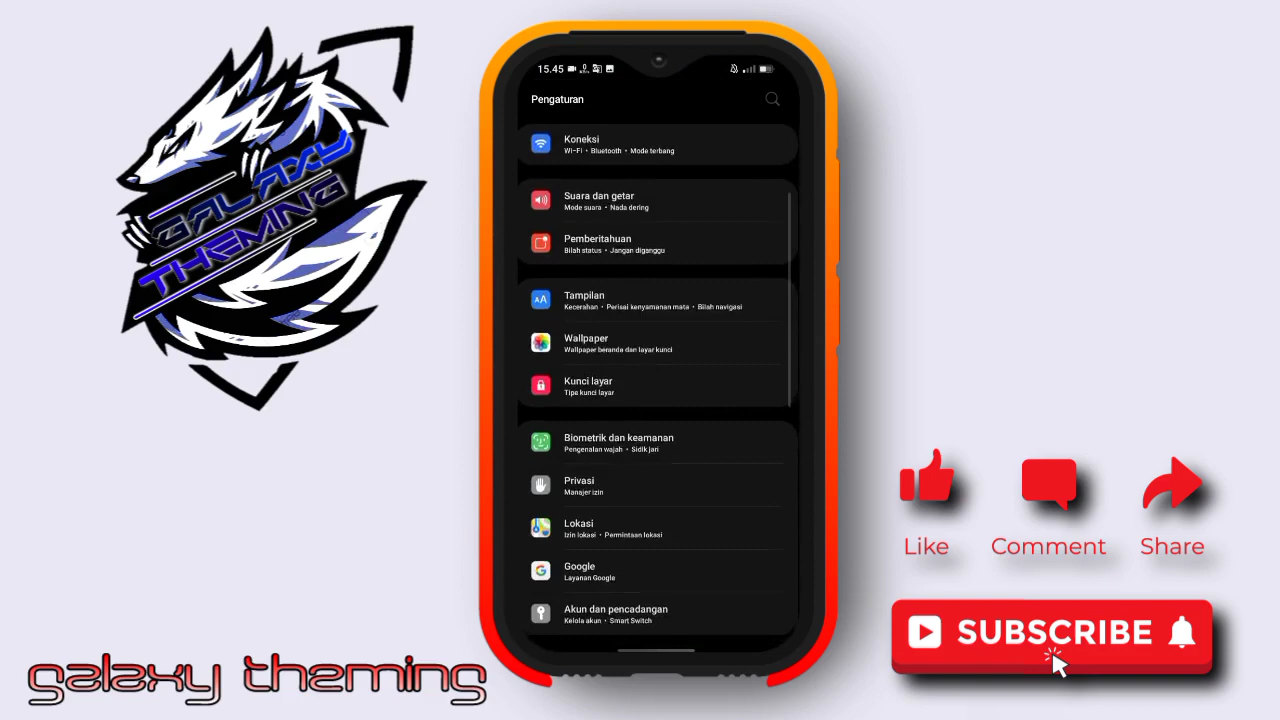 GALAXY
THEMING
15.45
Pengaturan
Koneksi
Wi-Fi • Bluetooth • Mode terbang
Suara dan getar
Mode suara • Nada dering
Pemberitahuan
Bilah status • Jangan diganggu
Tampilan
Kecerahan • Perisai kenyamanan mata • Bilah navigasi
Wallpaper
Wallpaper beranda dan layar kunci
Kunci layar
Tipe kunci layar
Biometrik dan keamanan
Pengenalan wajah • Sidik jari
Privasi
Manajer izin
Lokasi
Izin lokasi • Permintaan lokasi
Google
Layanan Google
Akun dan pencadangan
Kelola akun • Smart Switch
Like
Comment
Share
SUBSCRIBE
galaxy theming